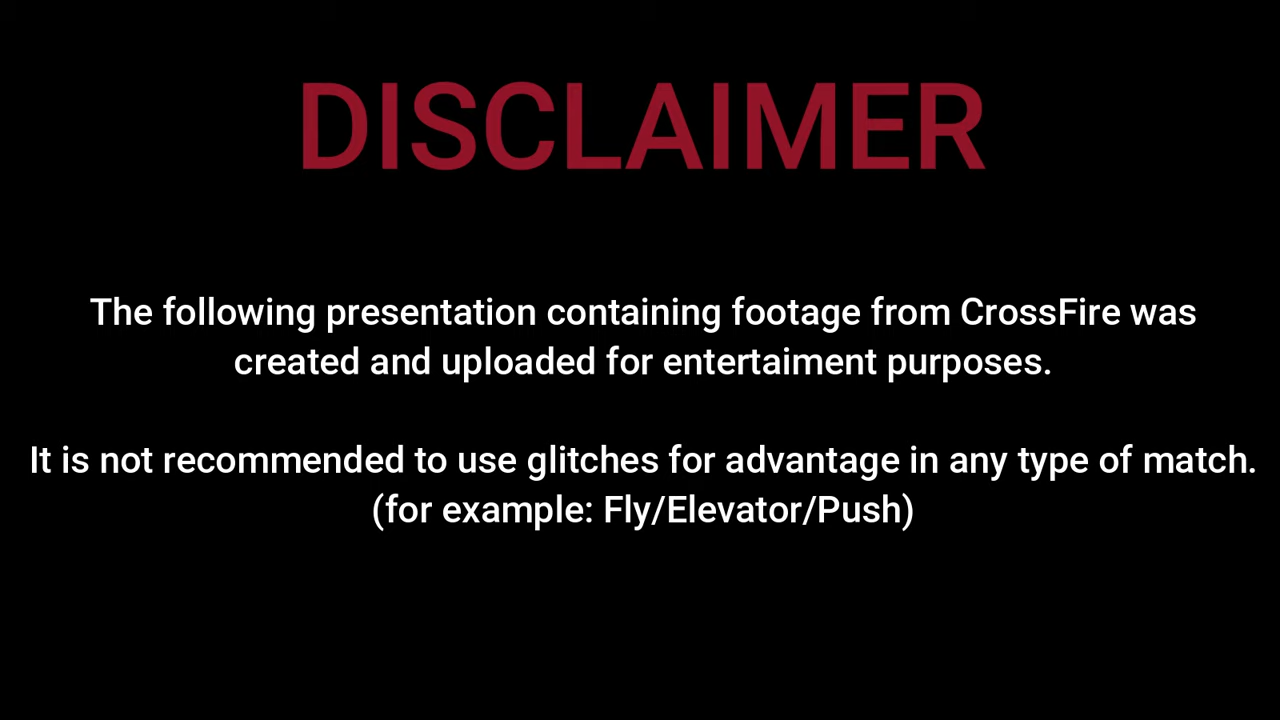 DISCLAIMER
The following presentation containing footage from CrossFire was
created and uploaded for entertaiment purposes.
It is not recommended to use glitches for advantage in any type of match.
(for example: Fly/Elevator/Push)